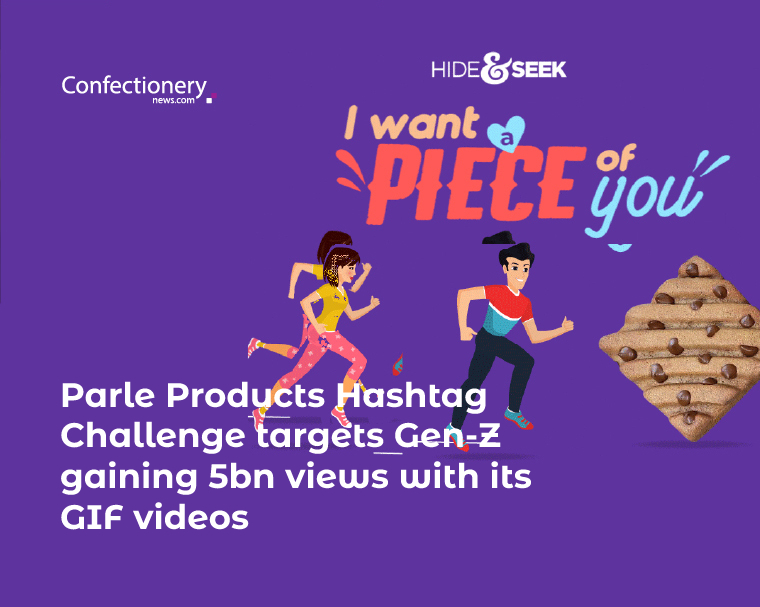 Confectionery
news.com
HIDE & SEEK
I want a
PIECE of
you
Parle Products Hashtag
Challenge targets Gen-Z
gaining 5bn views with its
GIF videos